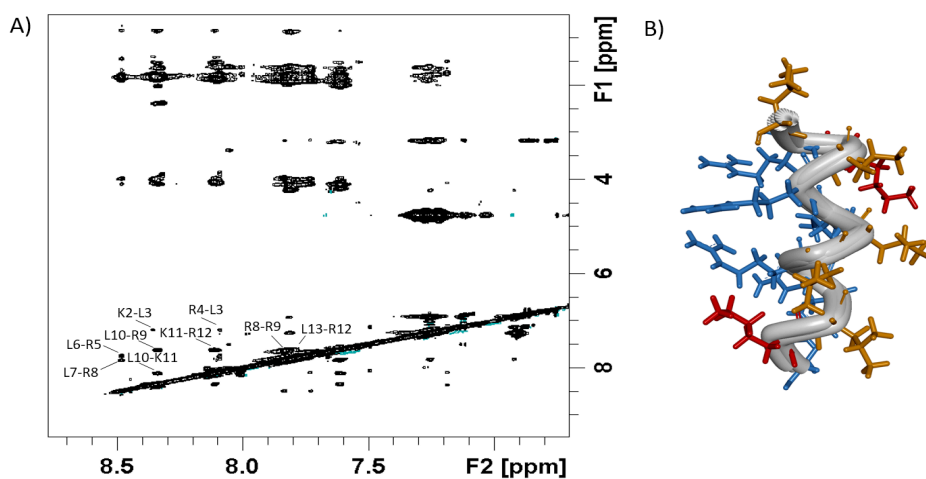 A)
B)
F1 [ppm]
4
6
8
K2-L3
R4-L3
L10-R9
K11-R12
R8-R9
L13-R12
L6-R5
L10-K11
L7-R8
8.5
8.0
7.5
F2 [ppm]